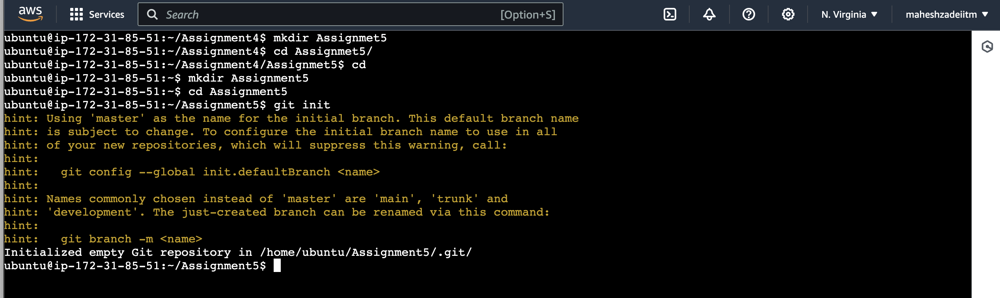 aws Services Search [Option+S] N. Virginia maheshzadeiitm
ubuntu@ip-172-31-85-51:~/Assignment4$ mkdir Assignmet5
ubuntu@ip-172-31-85-51:~/Assignment4$ cd Assignmet5/
ubuntu@ip-172-31-85-51:~/Assignment4/Assignmet5$ cd
ubuntu@ip-172-31-85-51:~$ mkdir Assignment5
ubuntu@ip-172-31-85-51:~$ cd Assignment5
ubuntu@ip-172-31-85-51:~/Assignment5$ git init
hint: Using 'master' as the name for the initial branch. This default branch name
hint: is subject to change. To configure the initial branch name to use in all
hint: of your new repositories, which will suppress this warning, call:
hint:
hint:   git config --global init.defaultBranch <name>
hint:
hint: Names commonly chosen instead of 'master' are 'main', 'trunk' and
hint: 'development'. The just-created branch can be renamed via this command:
hint:
hint:   git branch -m <name>
Initialized empty Git repository in /home/ubuntu/Assignment5/.git/
ubuntu@ip-172-31-85-51:~/Assignment5$